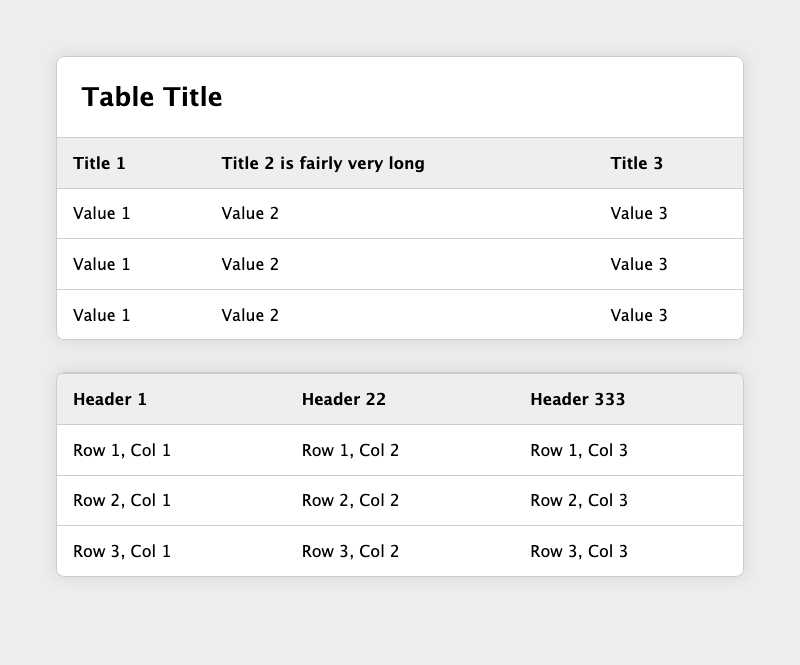 Table Title
Title 1 Title 2 is fairly very long Title 3
Value 1 Value 2 Value 3
Value 1 Value 2 Value 3
Value 1 Value 2 Value 3
Header 1 Header 22 Header 333
Row 1, Col 1 Row 1, Col 2 Row 1, Col 3
Row 2, Col 1 Row 2, Col 2 Row 2, Col 3
Row 3, Col 1 Row 3, Col 2 Row 3, Col 3